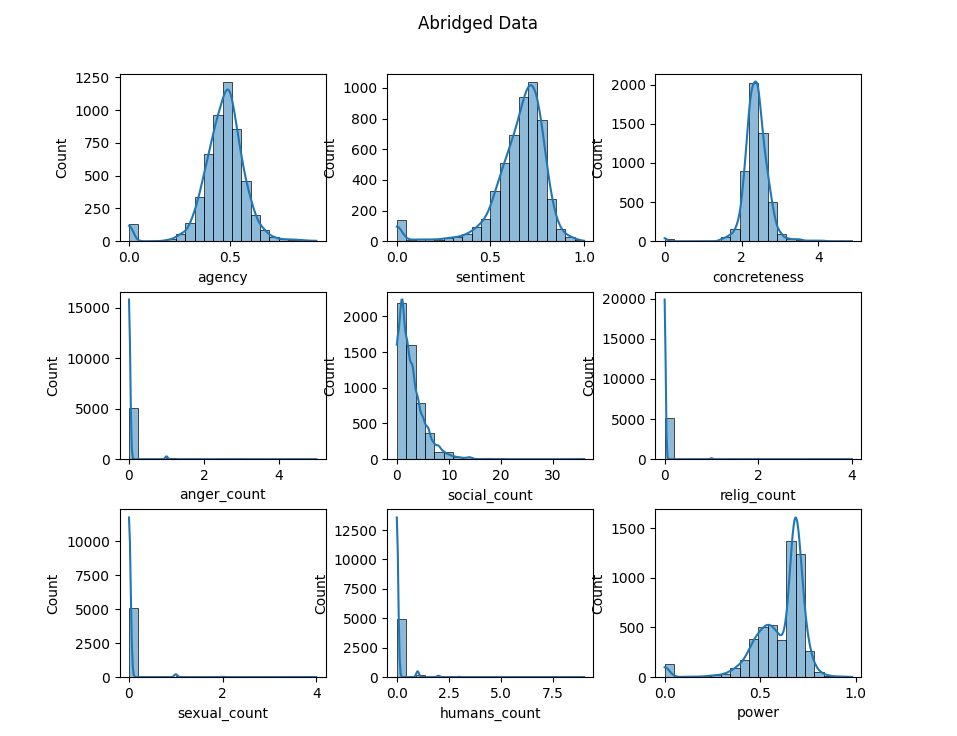 Abridged Data
1250
1000
750
500
250
0
Count
0.0 0.5
agency
1000
800
600
400
200
0
Count
0.0 0.5 1.0
sentiment
2000
1500
1000
500
0
Count
0 2 4
concreteness
15000
10000
5000
0
Count
0 2 4
anger_count
2000
1500
1000
500
0
Count
0 10 20 30
social_count
20000
15000
10000
5000
0
Count
0 2 4
relig_count
10000
7500
5000
2500
0
Count
0 2 4
sexual_count
12500
10000
7500
5000
2500
0
Count
0.0 2.5 5.0 7.5
humans_count
1500
1000
500
0
Count
0.0 0.5 1.0
power